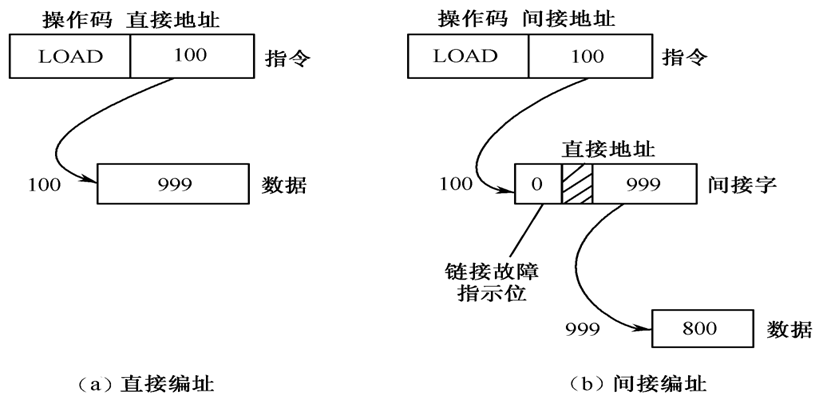 操作码 直接地址
LOAD 100 指令
100 999 数据
(a) 直接编址
操作码 间接地址
LOAD 100 指令
直接地址
100 0 999 间接字
链接故障
指示位
999 800 数据
(b) 间接编址